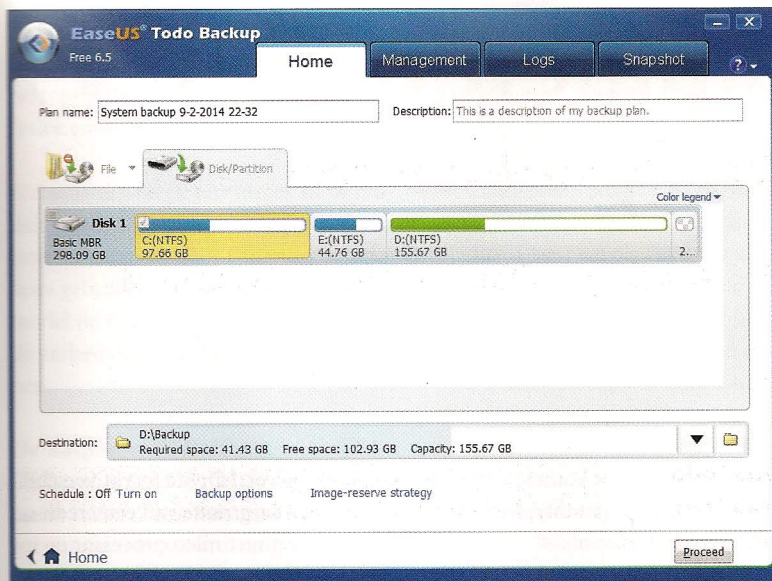 EaseUS® Todo Backup
Free 6.5
Home
Management
Logs
Snapshot
?
Plan name: System backup 9-2-2014 22-32
Description: This is a description of my backup plan.
File
Disk/Partition
Color legend
Disk 1
Basic MBR
298.09 GB
C:(NTFS)
97.66 GB
E:(NTFS)
44.76 GB
D:(NTFS)
155.67 GB
2...
Destination:
D:\Backup
Required space: 41.43 GB Free space: 102.93 GB Capacity: 155.67 GB
Schedule : Off Turn on Backup options Image-reserve strategy
Home
Proceed